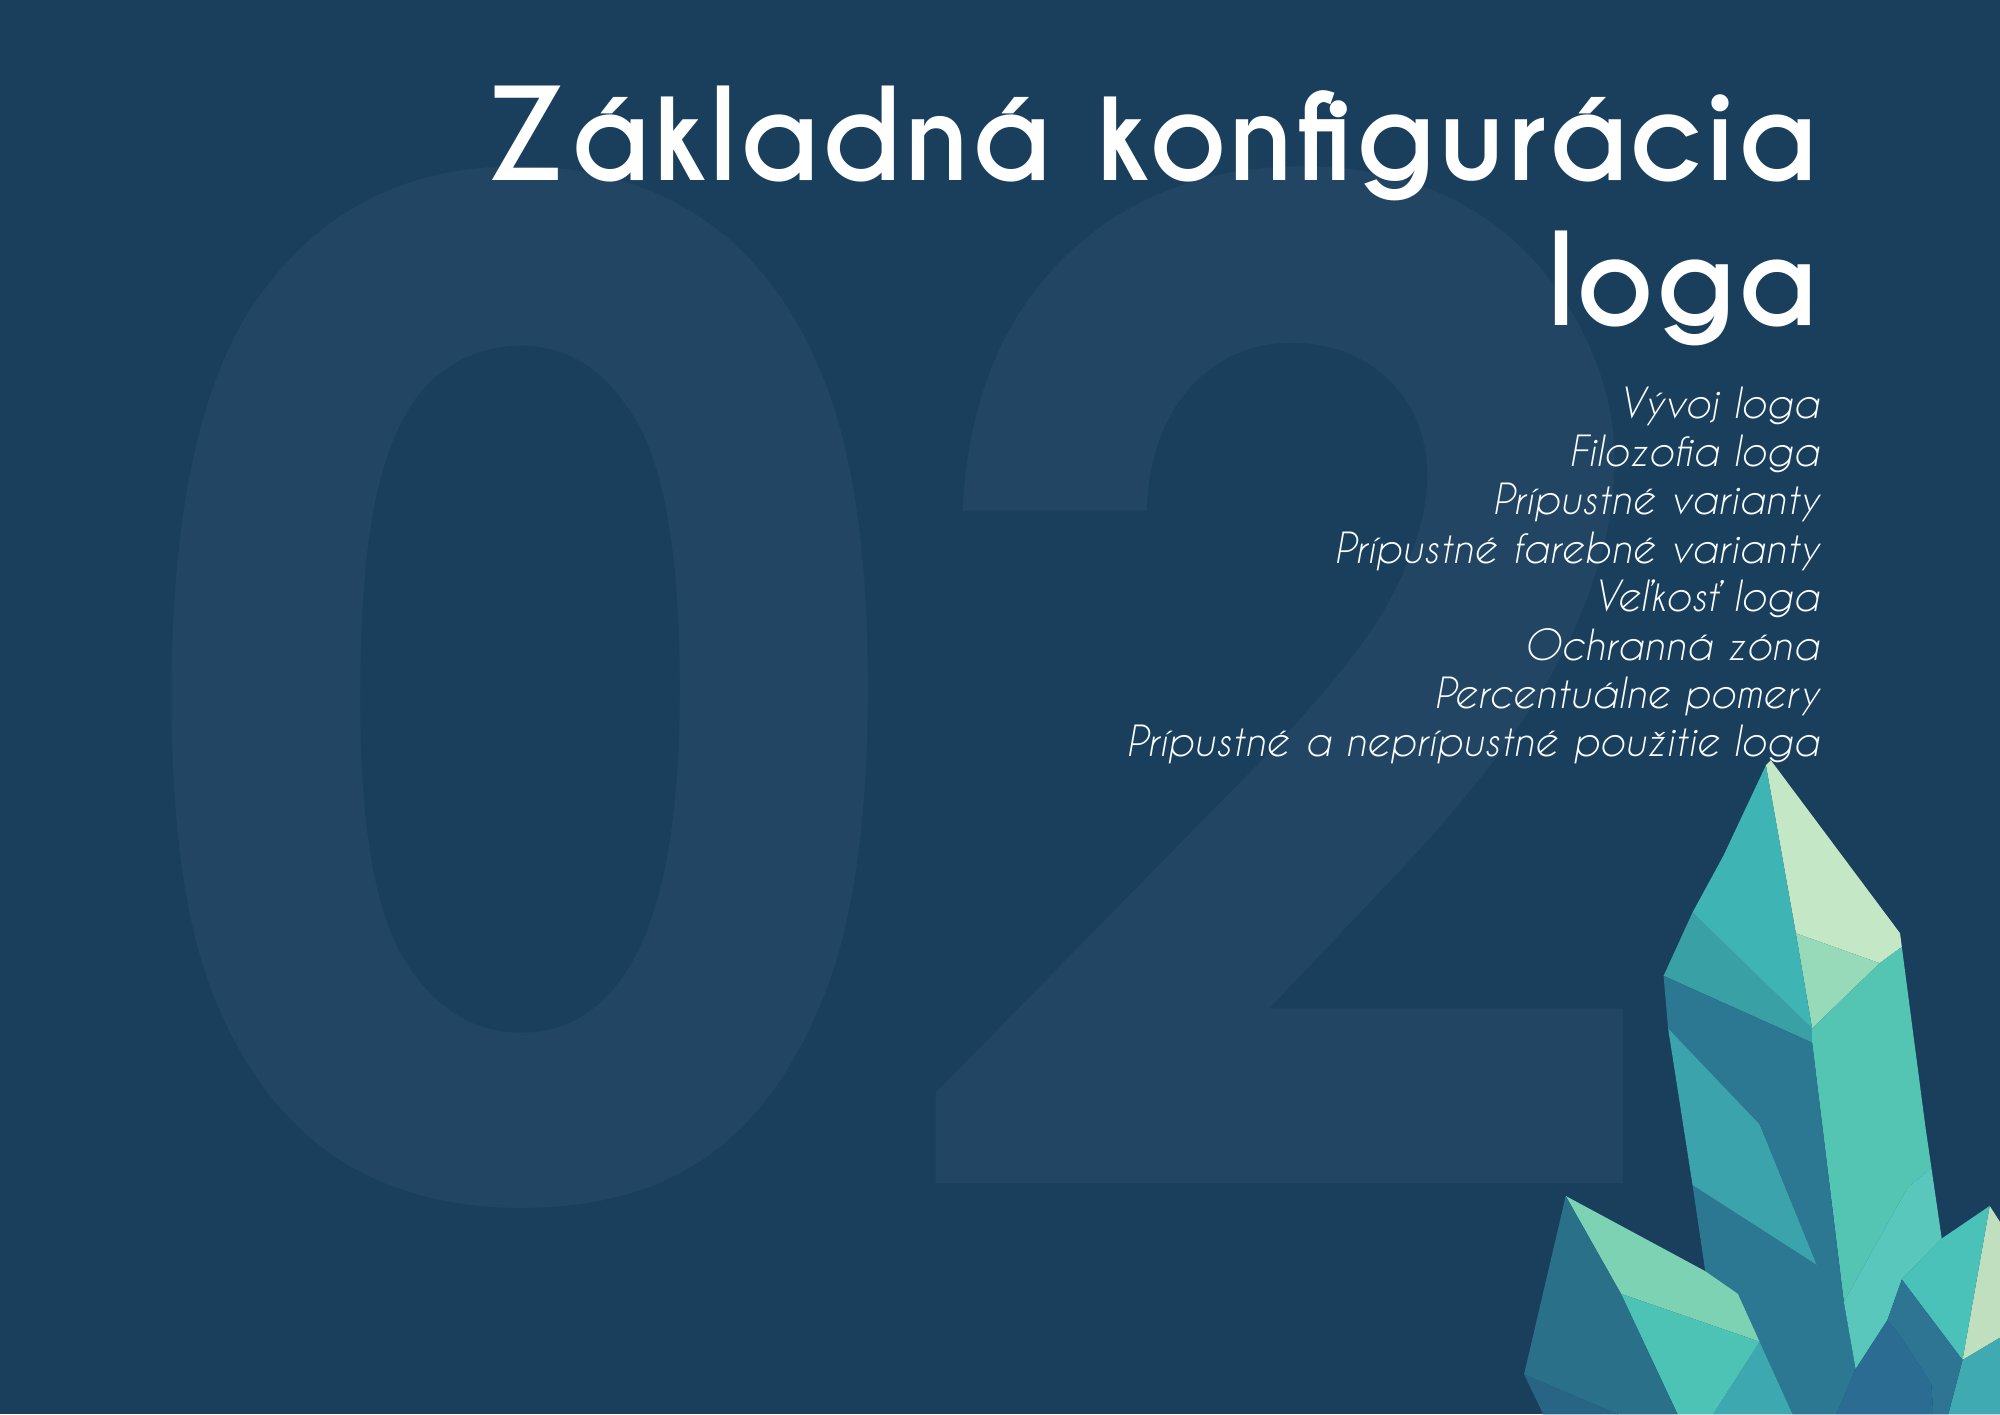 Základná konfigurácia
loga
02
Vývoj loga
Filozofia loga
Prípustné varianty
Prípustné farebné varianty
Veľkosť loga
Ochranná zóna
Percentuálne pomery
Prípustné a neprípustné použitie loga